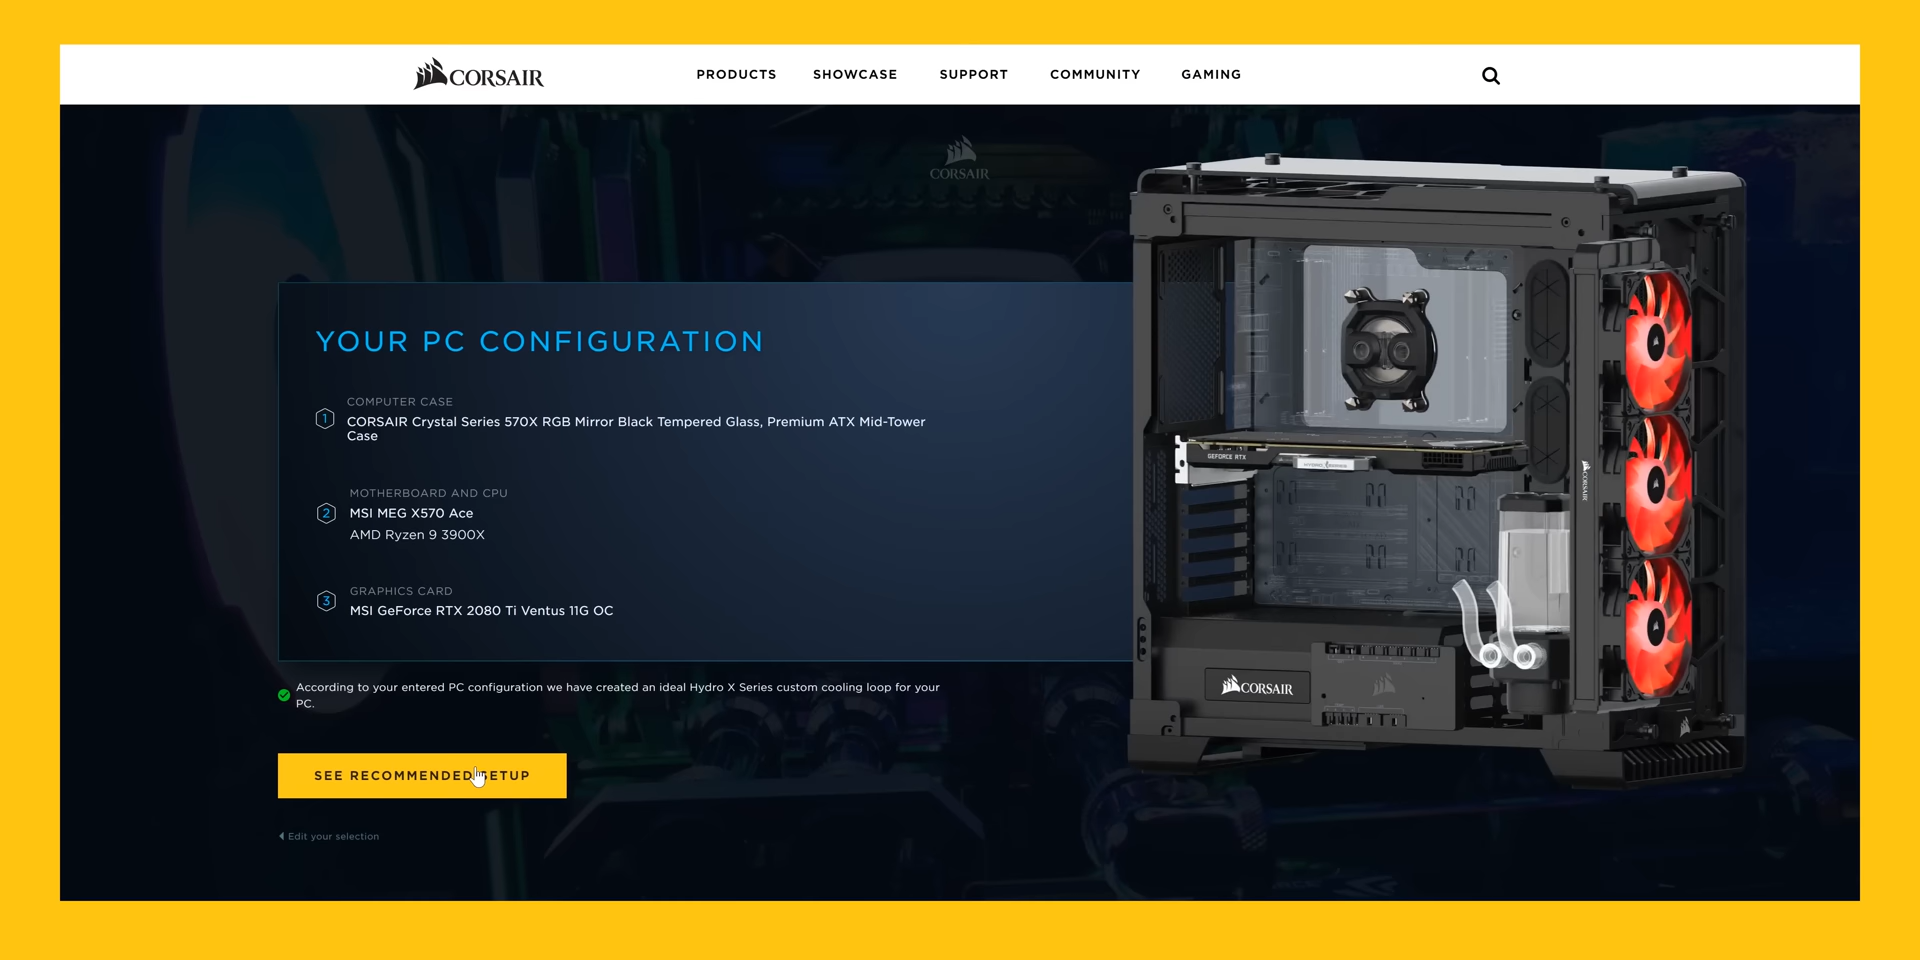 CORSAIR
PRODUCTS
SHOWCASE
SUPPORT
COMMUNITY
GAMING
CORSAIR
YOUR PC CONFIGURATION
1
COMPUTER CASE
CORSAIR Crystal Series 570X RGB Mirror Black Tempered Glass, Premium ATX Mid-Tower
Case
2
MOTHERBOARD AND CPU
MSI MEG X570 Ace
AMD Ryzen 9 3900X
3
GRAPHICS CARD
MSI GeForce RTX 2080 Ti Ventus 11G OC
According to your entered PC configuration we have created an ideal Hydro X Series custom cooling loop for your
PC.
SEE RECOMMENDED SETUP
Edit your selection
GEFORCE RTX
HYDRO SERIES
CORSAIR
CORSAIR